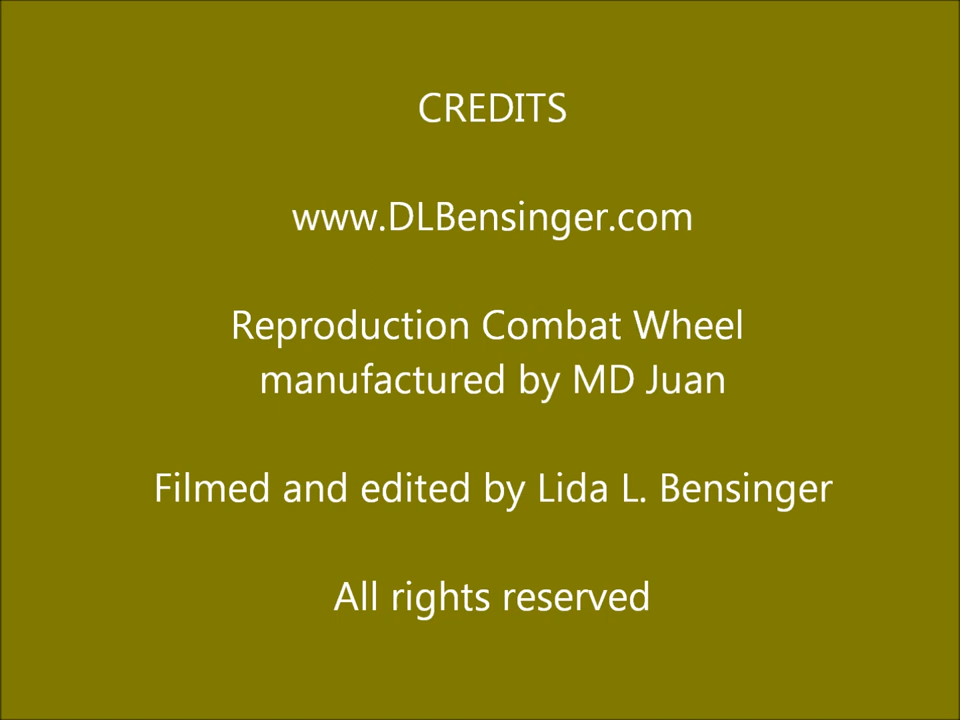 CREDITS
www.DLBensinger.com
Reproduction Combat Wheel
manufactured by MD Juan
Filmed and edited by Lida L. Bensinger
All rights reserved